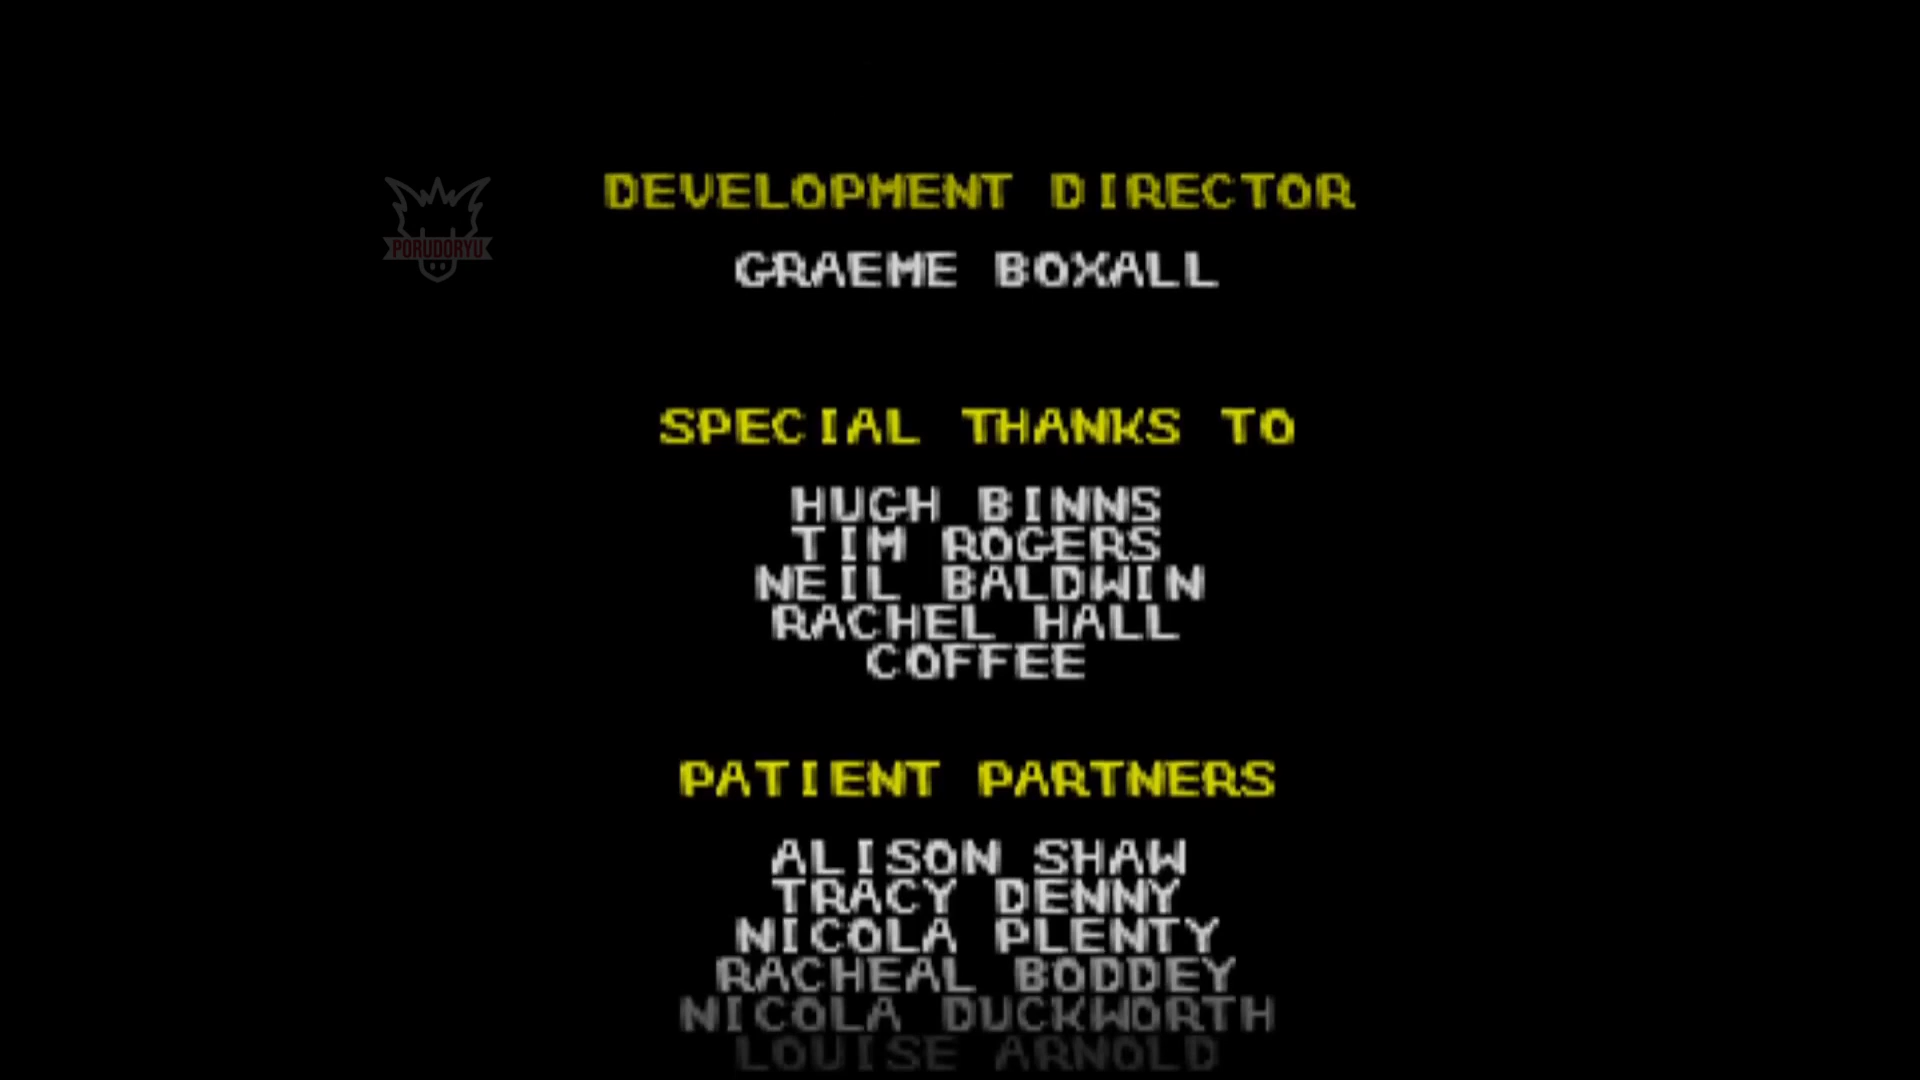 DEVELOPMENT DIRECTOR
PORUDORYU
GRAEME BOXALL
SPECIAL THANKS TO
HUGH BINNS
TIM ROGERS
NEIL BALDWIN
RACHEL HALL
COFFEE
PATIENT PARTNERS
ALISON SHAW
TRACY DENNY
NICOLA PLENTY
RACHEAL BODDEY
NICOLA DUCKWORTH
LOUISE ARNOLD